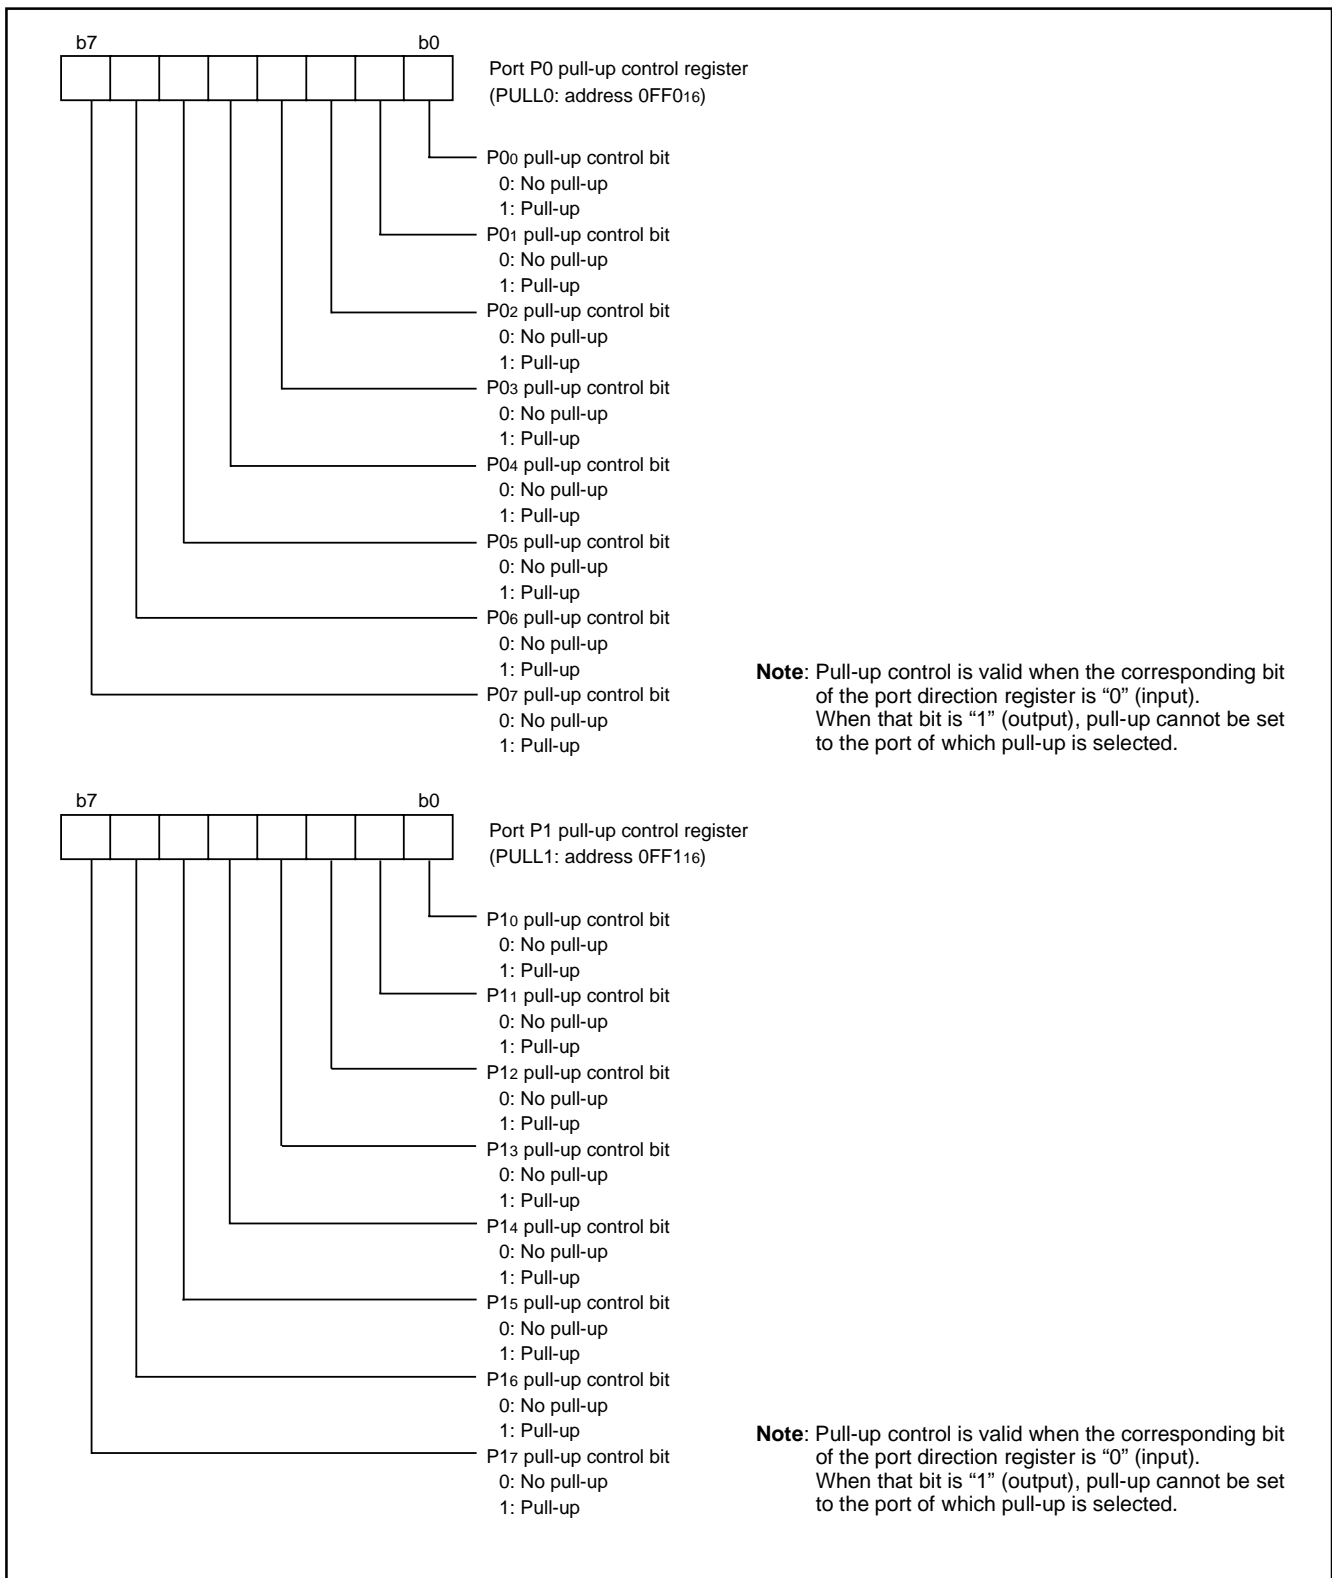 b7 b0
Port P0 pull-up control register
(PULL0: address 0FF016)
P00 pull-up control bit
0: No pull-up
1: Pull-up
P01 pull-up control bit
0: No pull-up
1: Pull-up
P02 pull-up control bit
0: No pull-up
1: Pull-up
P03 pull-up control bit
0: No pull-up
1: Pull-up
P04 pull-up control bit
0: No pull-up
1: Pull-up
P05 pull-up control bit
0: No pull-up
1: Pull-up
P06 pull-up control bit
0: No pull-up
1: Pull-up
P07 pull-up control bit
0: No pull-up
1: Pull-up
Note: Pull-up control is valid when the corresponding bit
of the port direction register is “0” (input).
When that bit is “1” (output), pull-up cannot be set
to the port of which pull-up is selected.
b7 b0
Port P1 pull-up control register
(PULL1: address 0FF116)
P10 pull-up control bit
0: No pull-up
1: Pull-up
P11 pull-up control bit
0: No pull-up
1: Pull-up
P12 pull-up control bit
0: No pull-up
1: Pull-up
P13 pull-up control bit
0: No pull-up
1: Pull-up
P14 pull-up control bit
0: No pull-up
1: Pull-up
P15 pull-up control bit
0: No pull-up
1: Pull-up
P16 pull-up control bit
0: No pull-up
1: Pull-up
P17 pull-up control bit
0: No pull-up
1: Pull-up
Note: Pull-up control is valid when the corresponding bit
of the port direction register is “0” (input).
When that bit is “1” (output), pull-up cannot be set
to the port of which pull-up is selected.